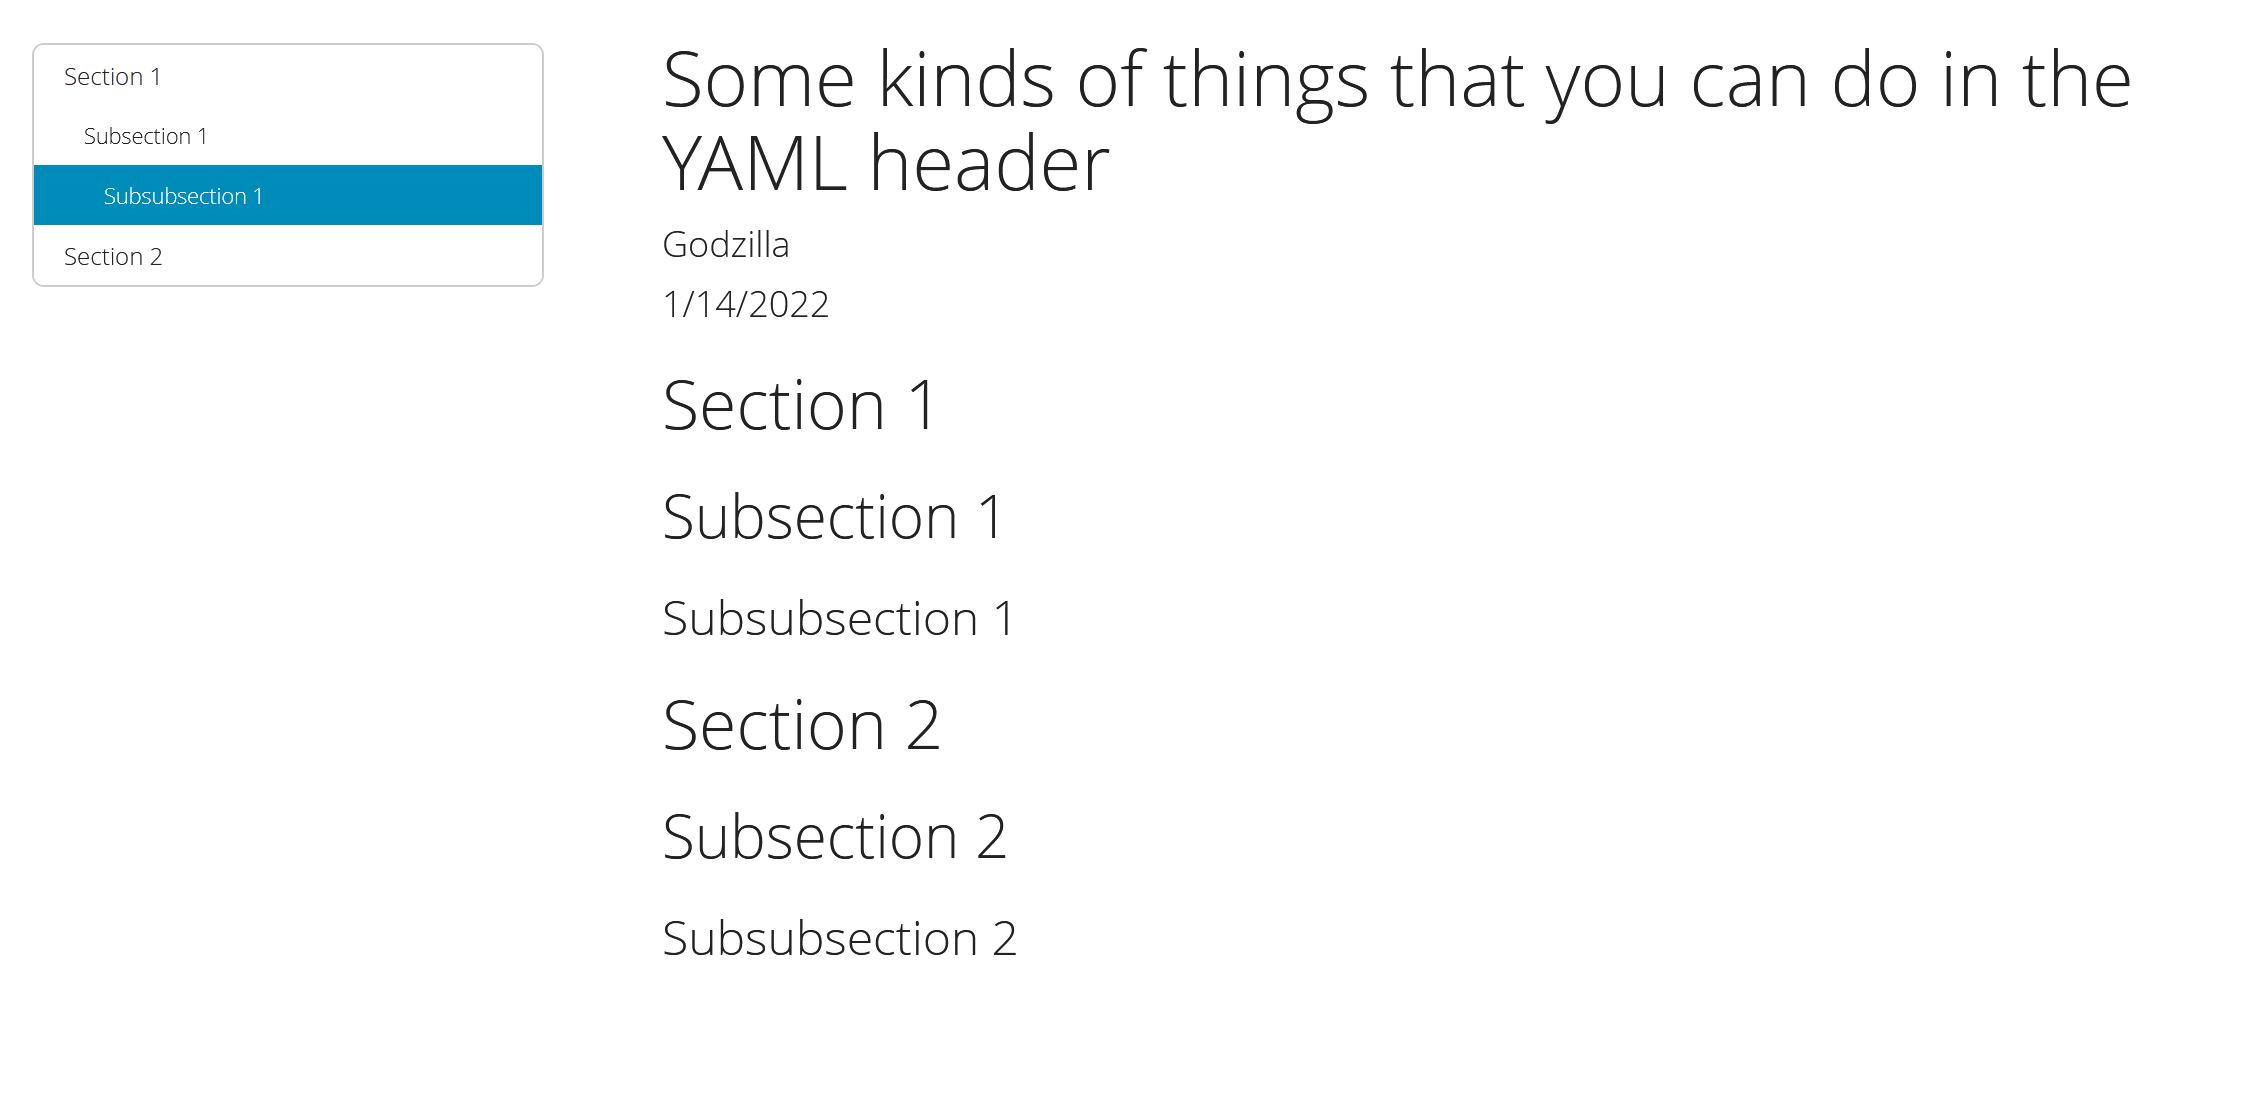 Section 1
Subsection 1
Subsubsection 1
Section 2
Some kinds of things that you can do in the
YAML header
Godzilla
1/14/2022
Section 1
Subsection 1
Subsubsection 1
Section 2
Subsection 2
Subsubsection 2